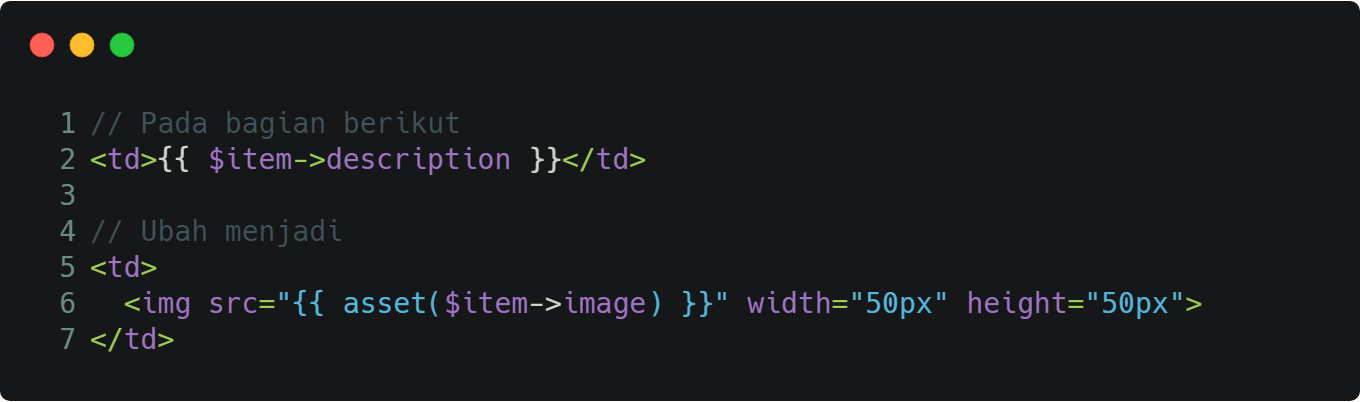 1 // Pada bagian berikut
2 <td>{{ $item->description }}</td>
3
4 // Ubah menjadi
5 <td>
6   <img src="{{ asset($item->image) }}" width="50px" height="50px">
7 </td>